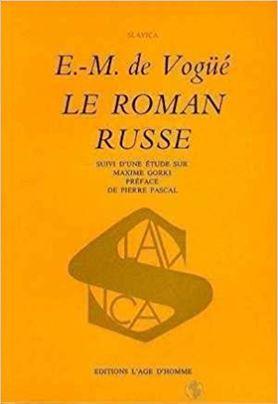 SLAVICA
E.-M. de Vogüé
LE ROMAN
RUSSE
SUIVI D'UNE ÉTUDE SUR
MAXIME GORKI
PRÉFACE
DE PIERRE PASCAL
SLAVICA
EDITIONS L'AGE D'HOMME